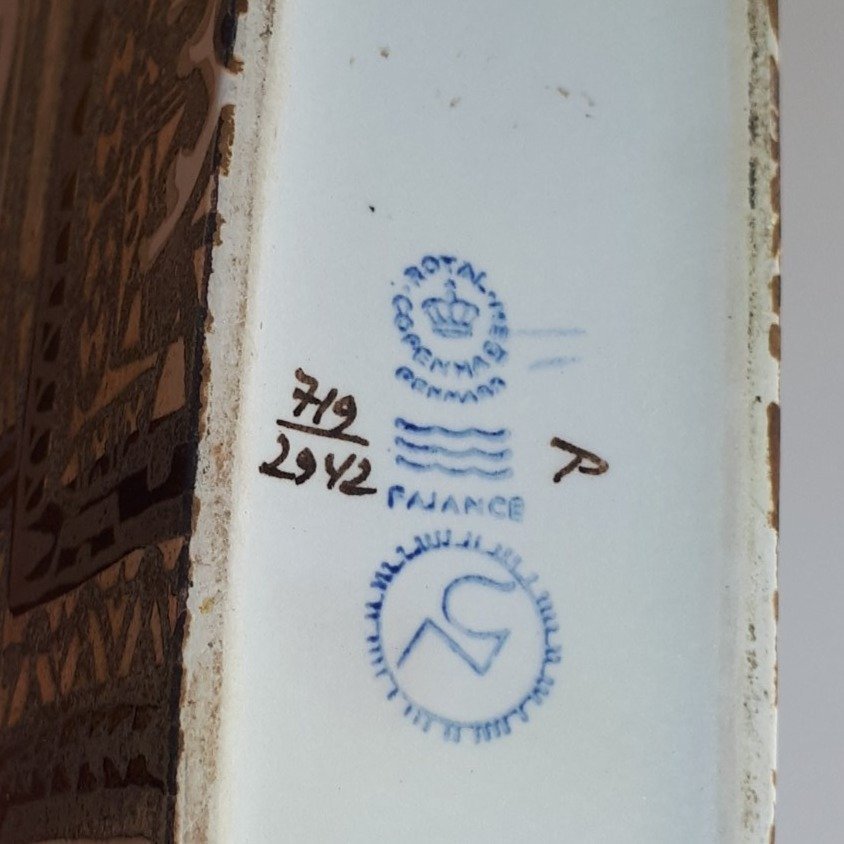 ROYAL
COPENHAGEN
DENMARK
719
2942
FAJANCE
P